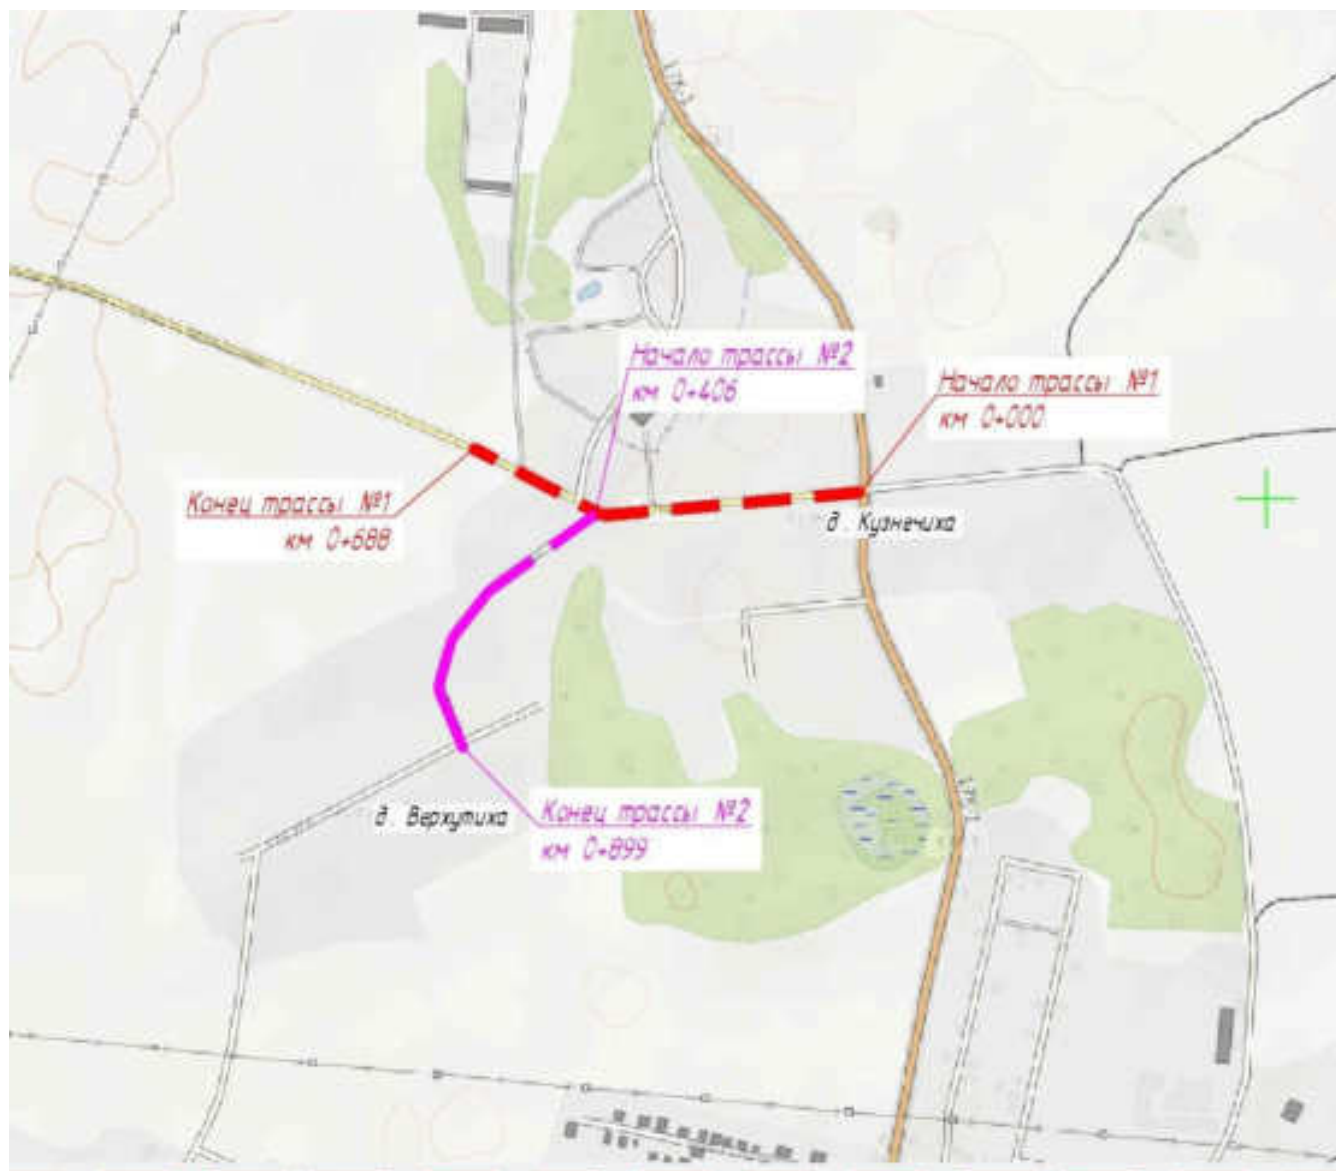 Начало трассы №2
км 0+406
Начало трассы №1
км 0+000
Конец трассы №1
км 0+688
д. Кузнечиха
д. Верхутиха
Конец трассы №2
км 0+899